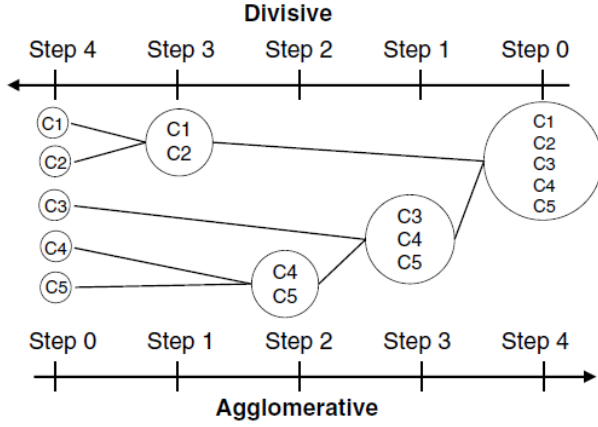 Divisive
Step 4 Step 3 Step 2 Step 1 Step 0
C1
C2
C3
C4
C5
C1
C2
C4
C5
C3
C4
C5
C1
C2
C3
C4
C5
Step 0 Step 1 Step 2 Step 3 Step 4
Agglomerative